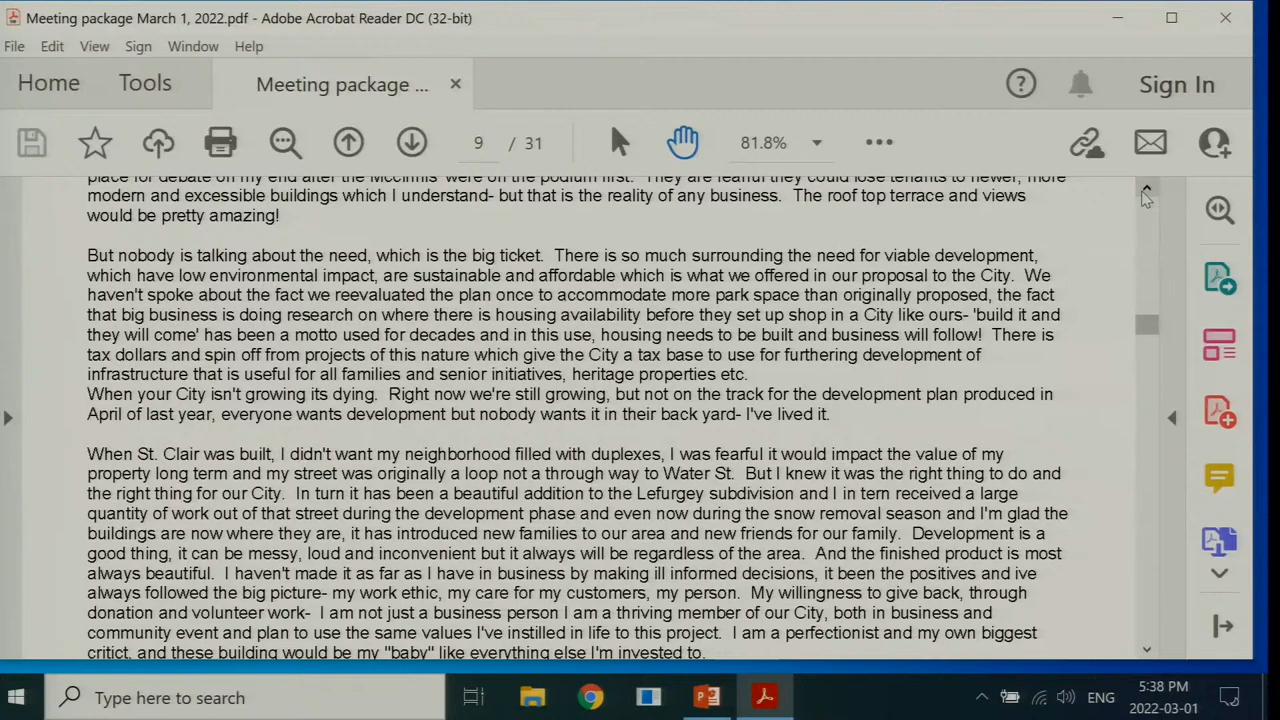 Meeting package March 1, 2022.pdf - Adobe Acrobat Reader DC (32-bit)
File Edit View Sign Window Help
Home Tools Meeting package ... Sign In
9 / 31 81.8%
place for debate on my end after the McInnis' were on the podium first. They are fearful they could lose tenants to newer, more
modern and excessible buildings which I understand- but that is the reality of any business. The roof top terrace and views
would be pretty amazing!
But nobody is talking about the need, which is the big ticket. There is so much surrounding the need for viable development,
which have low environmental impact, are sustainable and affordable which is what we offered in our proposal to the City. We
haven't spoke about the fact we reevaluated the plan once to accommodate more park space than originally proposed, the fact
that big business is doing research on where there is housing availability before they set up shop in a City like ours- 'build it and
they will come' has been a motto used for decades and in this use, housing needs to be built and business will follow! There is
tax dollars and spin off from projects of this nature which give the City a tax base to use for furthering development of
infrastructure that is useful for all families and senior initiatives, heritage properties etc.
When your City isn't growing its dying. Right now we're still growing, but not on the track for the development plan produced in
April of last year, everyone wants development but nobody wants it in their back yard- I've lived it.
When St. Clair was built, I didn't want my neighborhood filled with duplexes, I was fearful it would impact the value of my
property long term and my street was originally a loop not a through way to Water St. But I knew it was the right thing to do and
the right thing for our City. In turn it has been a beautiful addition to the Lefurgey subdivision and I in tern received a large
quantity of work out of that street during the development phase and even now during the snow removal season and I'm glad the
buildings are now where they are, it has introduced new families to our area and new friends for our family. Development is a
good thing, it can be messy, loud and inconvenient but it always will be regardless of the area. And the finished product is most
always beautiful. I haven't made it as far as I have in business by making ill informed decisions, it been the positives and ive
always followed the big picture- my work ethic, my care for my customers, my person. My willingness to give back, through
donation and volunteer work- I am not just a business person I am a thriving member of our City, both in business and
community event and plan to use the same values I've instilled in life to this project. I am a perfectionist and my own biggest
critict, and these building would be my "baby" like everything else I'm invested to.
Type here to search ENG 5:38 PM
2022-03-01